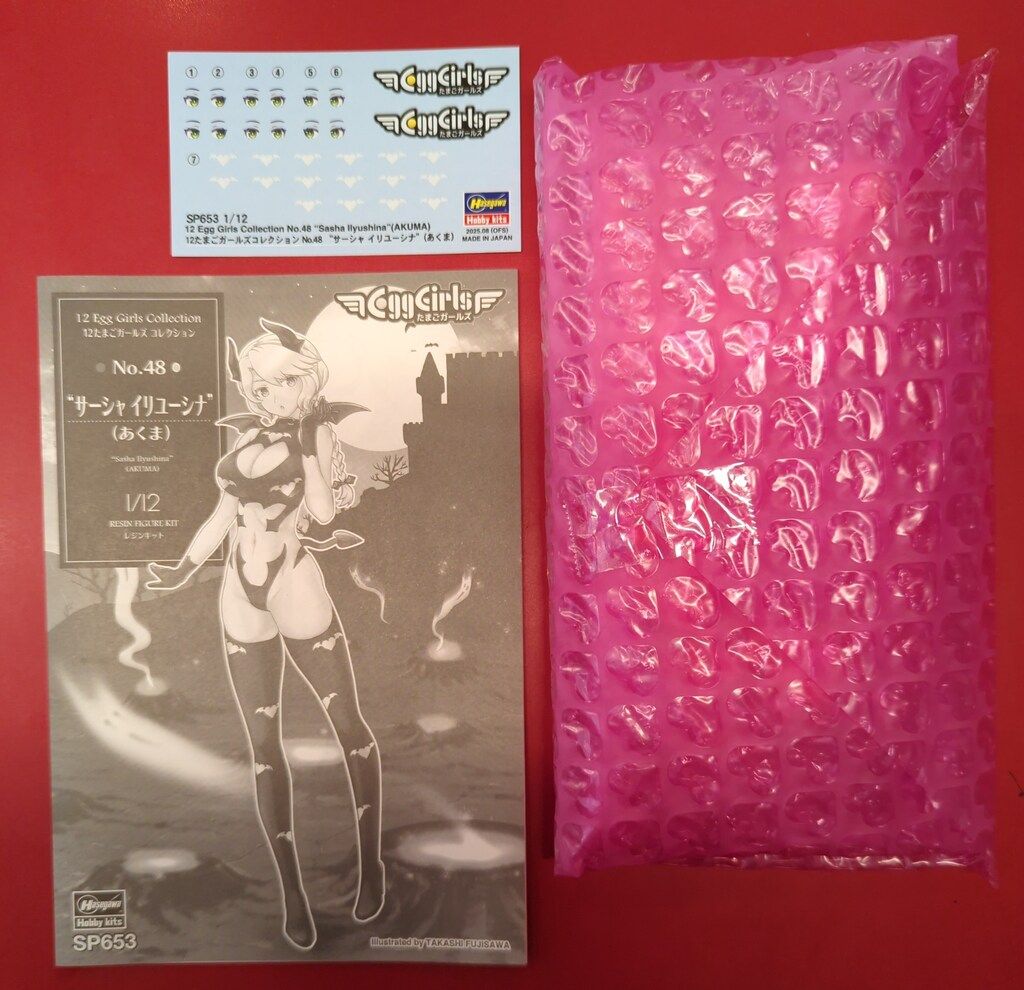 ① ② ③ ④ ⑤ ⑥
EggGirls
たまごガールズ
EggGirls
たまごガールズ
⑦
Hasegawa
Hobby kits
SP653 1/12
12 Egg Girls Collection No.48 "Sasha Ilyushina"(AKUMA)
2025.08 (OFS)
12たまごガールズコレクション No.48 "サーシャ イリユーシナ" (あくま)
MADE IN JAPAN
EggGirls
たまごガールズ
12 Egg Girls Collection
12たまごガールズ コレクション
No.48
"サーシャ イリユーシナ"
(あくま)
"Sasha Ilyushina"
(AKUMA)
1/12
RESIN FIGURE KIT
レジンキット
Hasegawa
Hobby kits
SP653
Illustrated by TAKASHI FUJISAWA